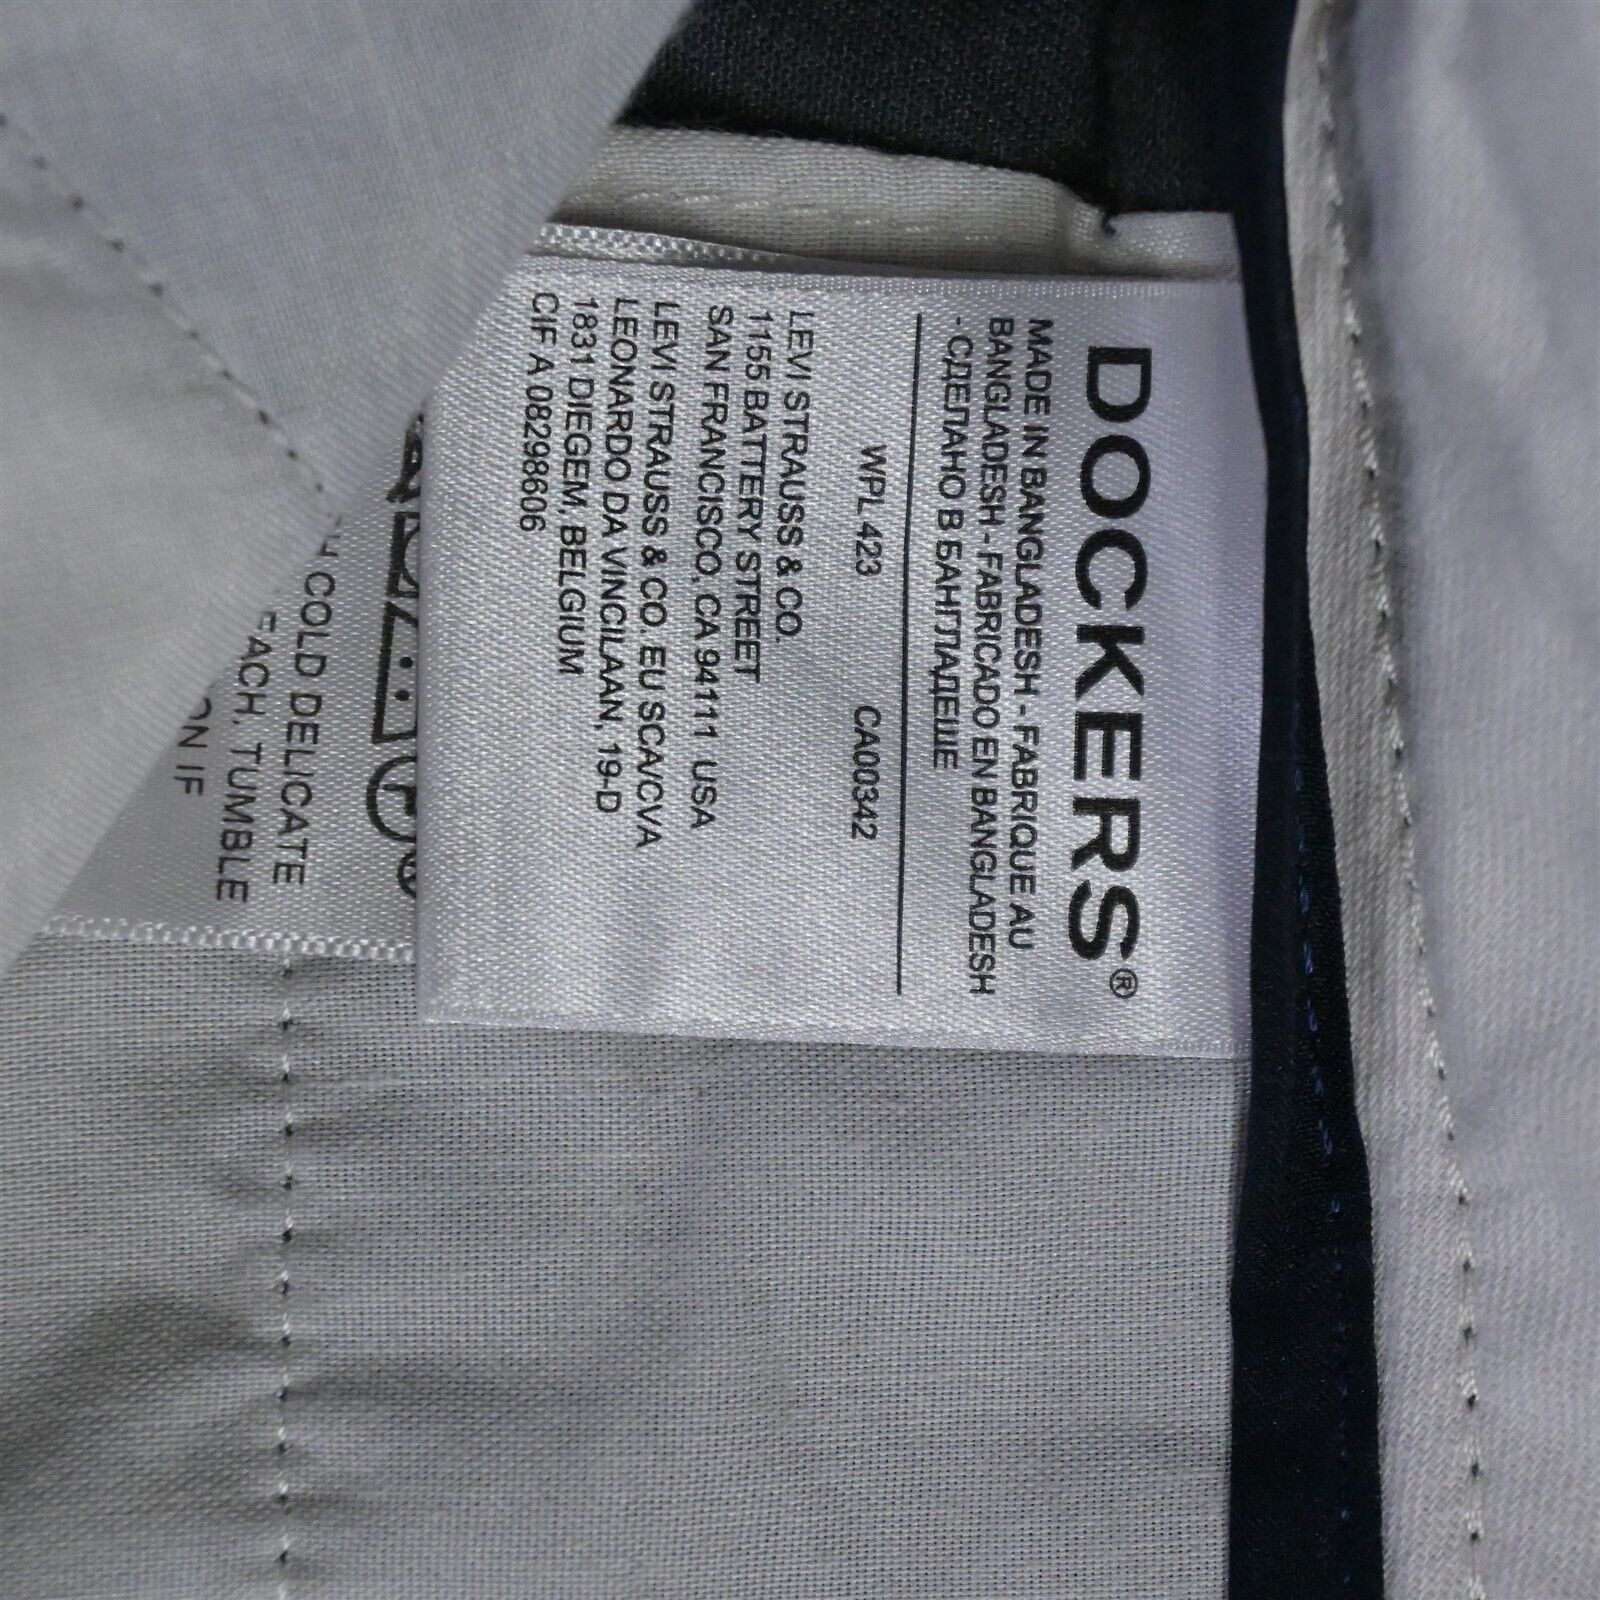 DOCKERS®
MADE IN BANGLADESH - FABRIQUE AU
BANGLADESH - FABRICADO EN BANGLADESH
- СДЕЛАНО В БАНГЛАДЕШЕ
WPL 423 CA00342
LEVI STRAUSS & CO.
1155 BATTERY STREET
SAN FRANCISCO, CA 94111 USA
LEVI STRAUSS & CO. EU SCA/CVA
LEONARDO DA VINCILAAN, 19-D
1831 DIEGEM, BELGIUM
CIF A 08298606
COLD DELICATE
TUMBLE
IF